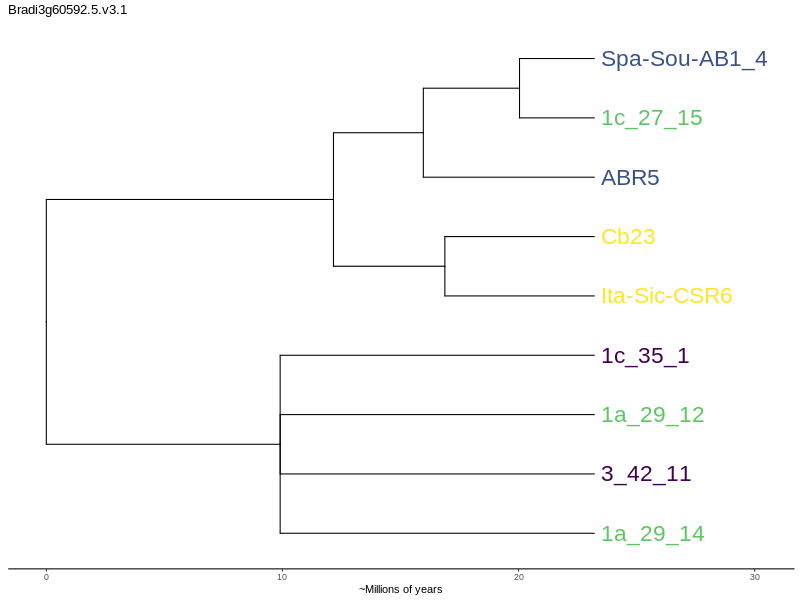 Bradi3g60592.5.v3.1
Spa-Sou-AB1_4
1c_27_15
ABR5
Cb23
Ita-Sic-CSR6
1c_35_1
1a_29_12
3_42_11
1a_29_14
0 10 20 30
~Millions of years